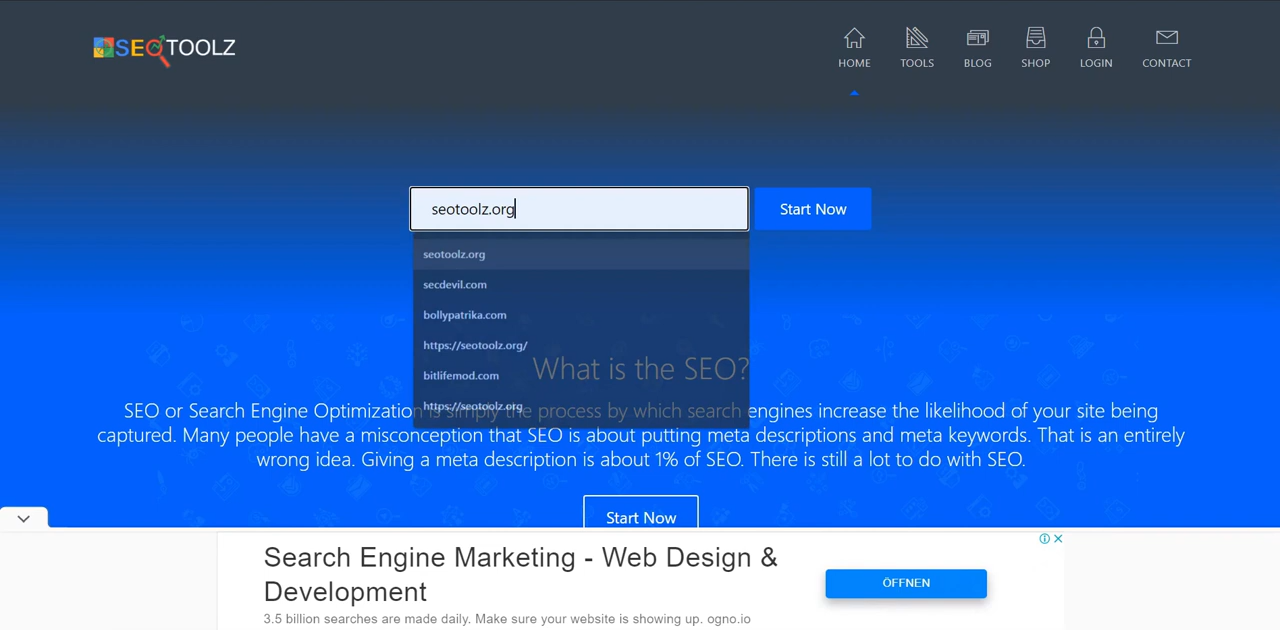 SEOTOOLZ
HOME
TOOLS
BLOG
SHOP
LOGIN
CONTACT
seotoolz.org
Start Now
seotoolz.org
secdevil.com
bollypatrika.com
https://seotoolz.org/
bitlifemod.com
https://seotoolz.org
What is the SEO?
SEO or Search Engine Optimization is simply the process by which search engines increase the likelihood of your site being
captured. Many people have a misconception that SEO is about putting meta descriptions and meta keywords. That is an entirely
wrong idea. Giving a meta description is about 1% of SEO. There is still a lot to do with SEO.
Start Now
Search Engine Marketing - Web Design &
Development
3.5 billion searches are made daily. Make sure your website is showing up. ogno.io
ÖFFNEN